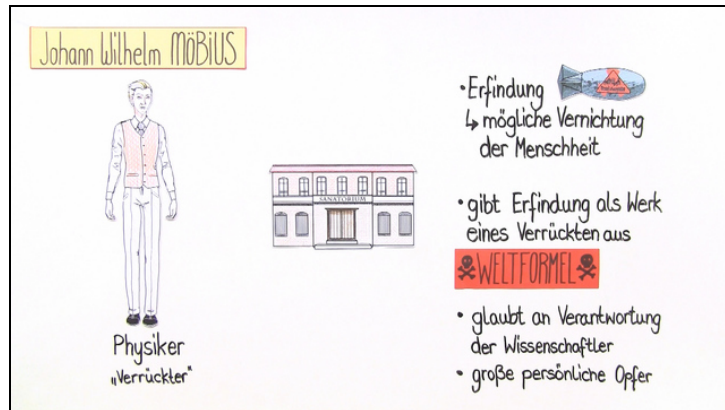 Johann Wilhelm MÖBiUS
Physiker
„Verrückter"
SANATORIUM
• Erfindung
↳ mögliche Vernichtung
der Menschheit
• gibt Erfindung als Werk
eines Verrückten aus
WELTFORMEL
• glaubt an Verantwortung
der Wissenschaftler
• große persönliche Opfer